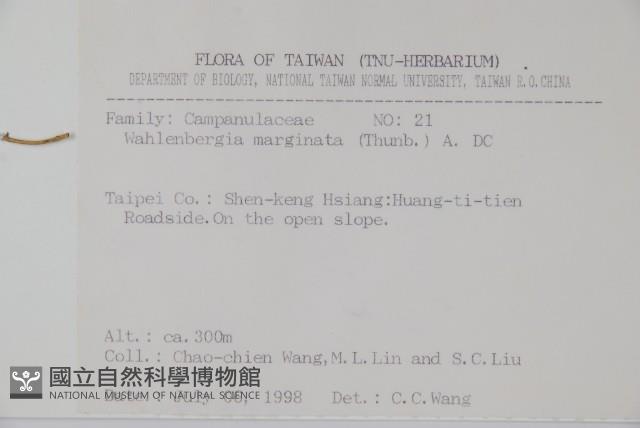 FLORA OF TAIWAN (TNU-HERBARIUM) .
DEPARTMENT OF BIOLOGY, NATIONAL TAIWAN NORMAL UNIVERSITY, TAIWAN R.O.CHINA
Family: Campanulaceae NO: 21
Wahlenbergia marginata (Thunb.) A. DC
Taipei Co.: Shen-keng Hsiang:Huang-ti-tien
Roadside.On the open slope.
Alt.: ca.300m
Coll.: Chao-chien Wang,M.L.Lin and S.C.Liu
國立自然科學博物館
NATIONAL MUSEUM OF NATURAL SCIENCE
Date: July 1998 Det.: C.C.Wang